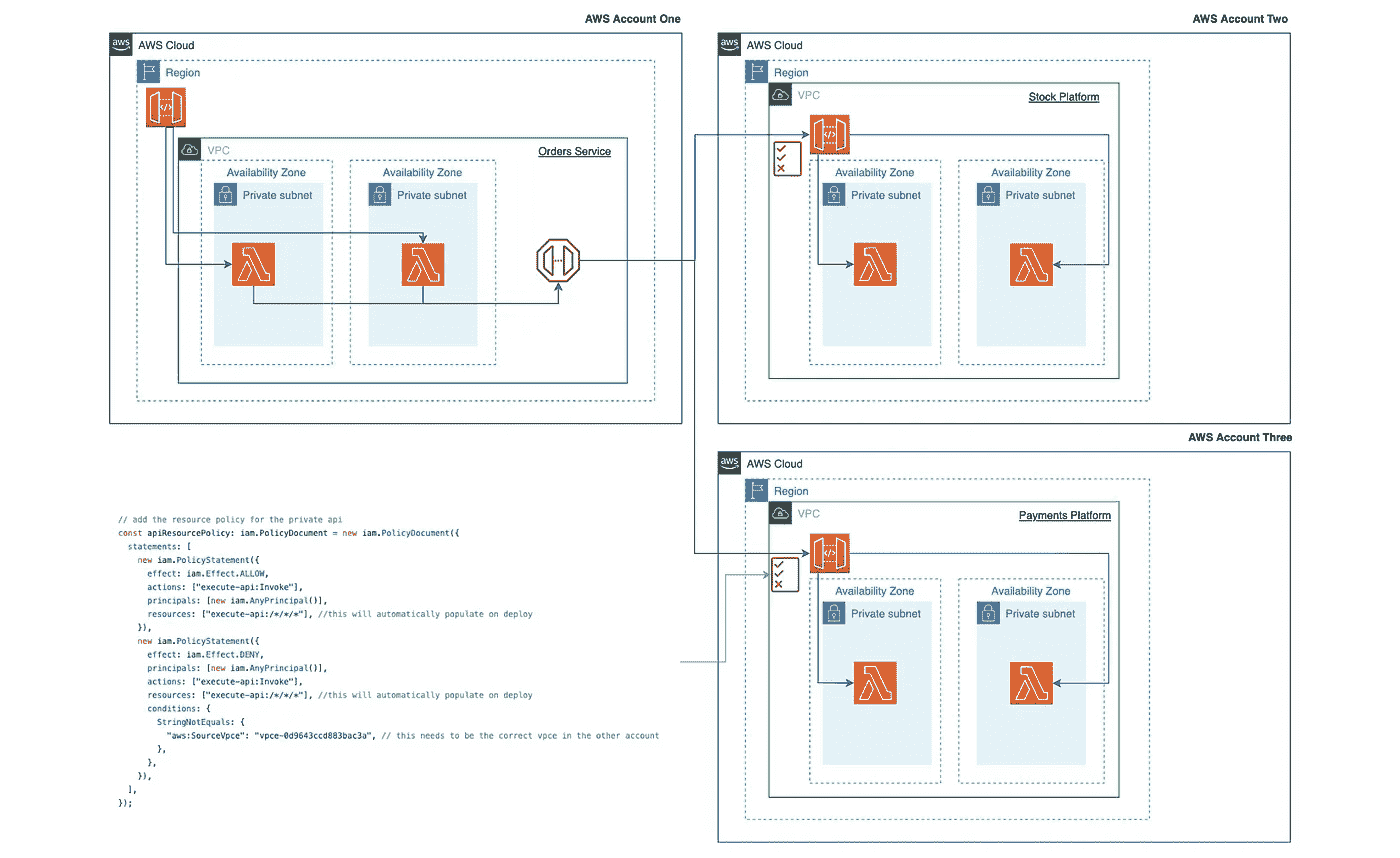 AWS Account One
aws AWS Cloud
Region
VPC
Orders Service
Availability Zone
Private subnet
Availability Zone
Private subnet
AWS Account Two
aws AWS Cloud
Region
VPC
Stock Platform
Availability Zone
Private subnet
Availability Zone
Private subnet
AWS Account Three
aws AWS Cloud
Region
VPC
Payments Platform
Availability Zone
Private subnet
Availability Zone
Private subnet
// add the resource policy for the private api
const apiResourcePolicy: iam.PolicyDocument = new iam.PolicyDocument({
statements: [
new iam.PolicyStatement({
effect: iam.Effect.ALLOW,
actions: ["execute-api:Invoke"],
principals: [new iam.AnyPrincipal()],
resources: ["execute-api:/*/*/*"], //this will automatically populate on deploy
}),
new iam.PolicyStatement({
effect: iam.Effect.DENY,
principals: [new iam.AnyPrincipal()],
actions: ["execute-api:Invoke"],
resources: ["execute-api:/*/*/*"], //this will automatically populate on deploy
conditions: {
StringNotEquals: {
"aws:SourceVpce": "vpce-0d9643ccd883bac3a", // this needs to be the correct vpce in the other account
},
},
}),
],
});